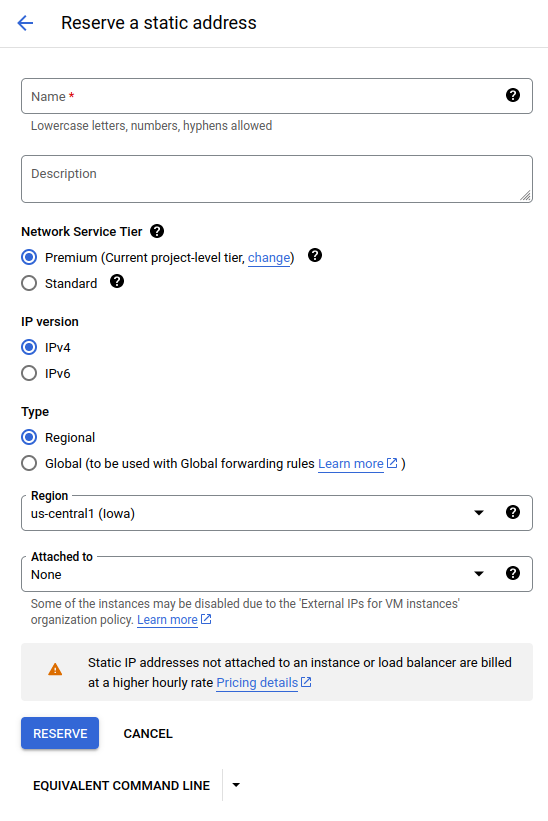 Reserve a static address
Name *
Lowercase letters, numbers, hyphens allowed
Description
Network Service Tier
Premium (Current project-level tier, change)
Standard
IP version
IPv4
IPv6
Type
Regional
Global (to be used with Global forwarding rules Learn more )
Region
us-central1 (Iowa)
Attached to
None
Some of the instances may be disabled due to the 'External IPs for VM instances'
organization policy. Learn more
Static IP addresses not attached to an instance or load balancer are billed
at a higher hourly rate Pricing details
RESERVE CANCEL
EQUIVALENT COMMAND LINE